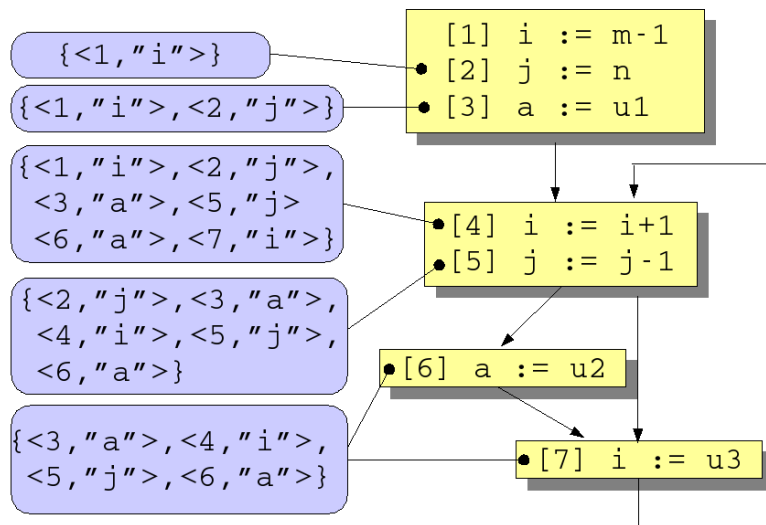 {<1,"i">}
{<1,"i">,<2,"j">}
{<1,"i">,<2,"j">,
<3,"a">,<5,"j>
<6,"a">,<7,"i">}
{<2,"j">,<3,"a">,
<4,"i">,<5,"j">,
<6,"a">}
{<3,"a">,<4,"i">,
<5,"j">,<6,"a">}
[1] i := m-1
[2] j := n
[3] a := u1
[4] i := i+1
[5] j := j-1
[6] a := u2
[7] i := u3